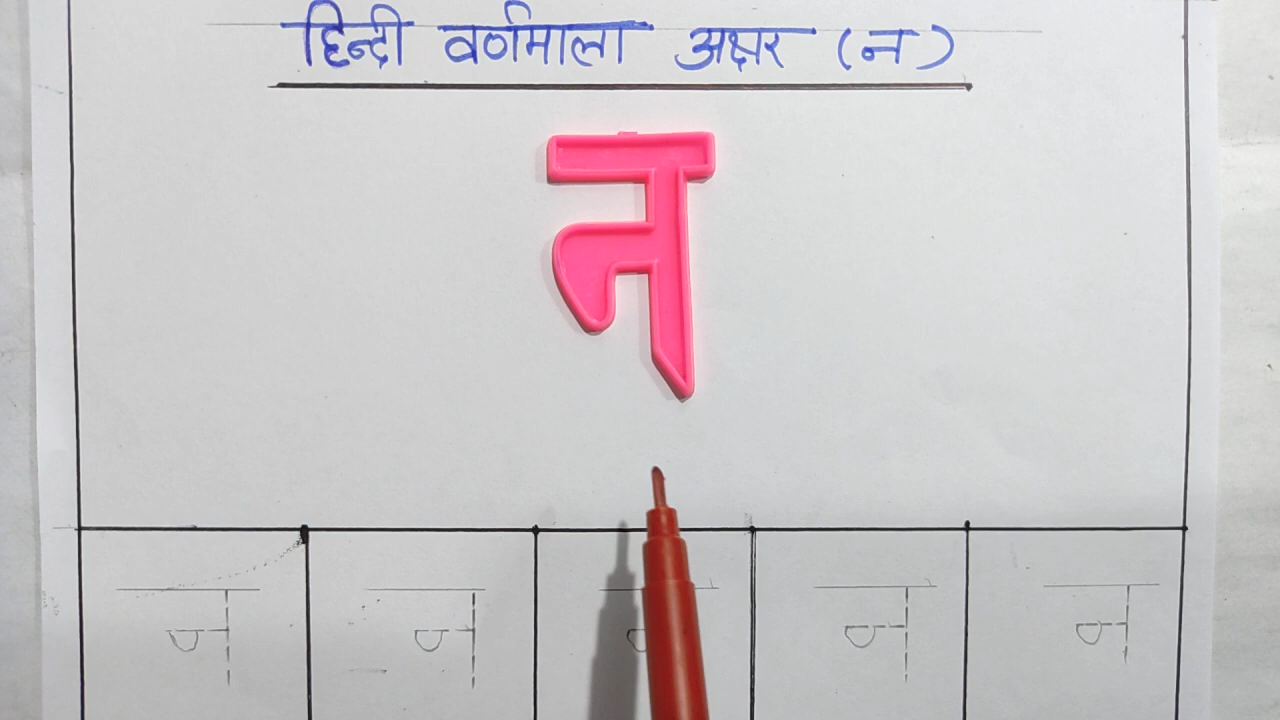 हिन्दी वर्णमाला अक्षर (न)
न
न न न न न